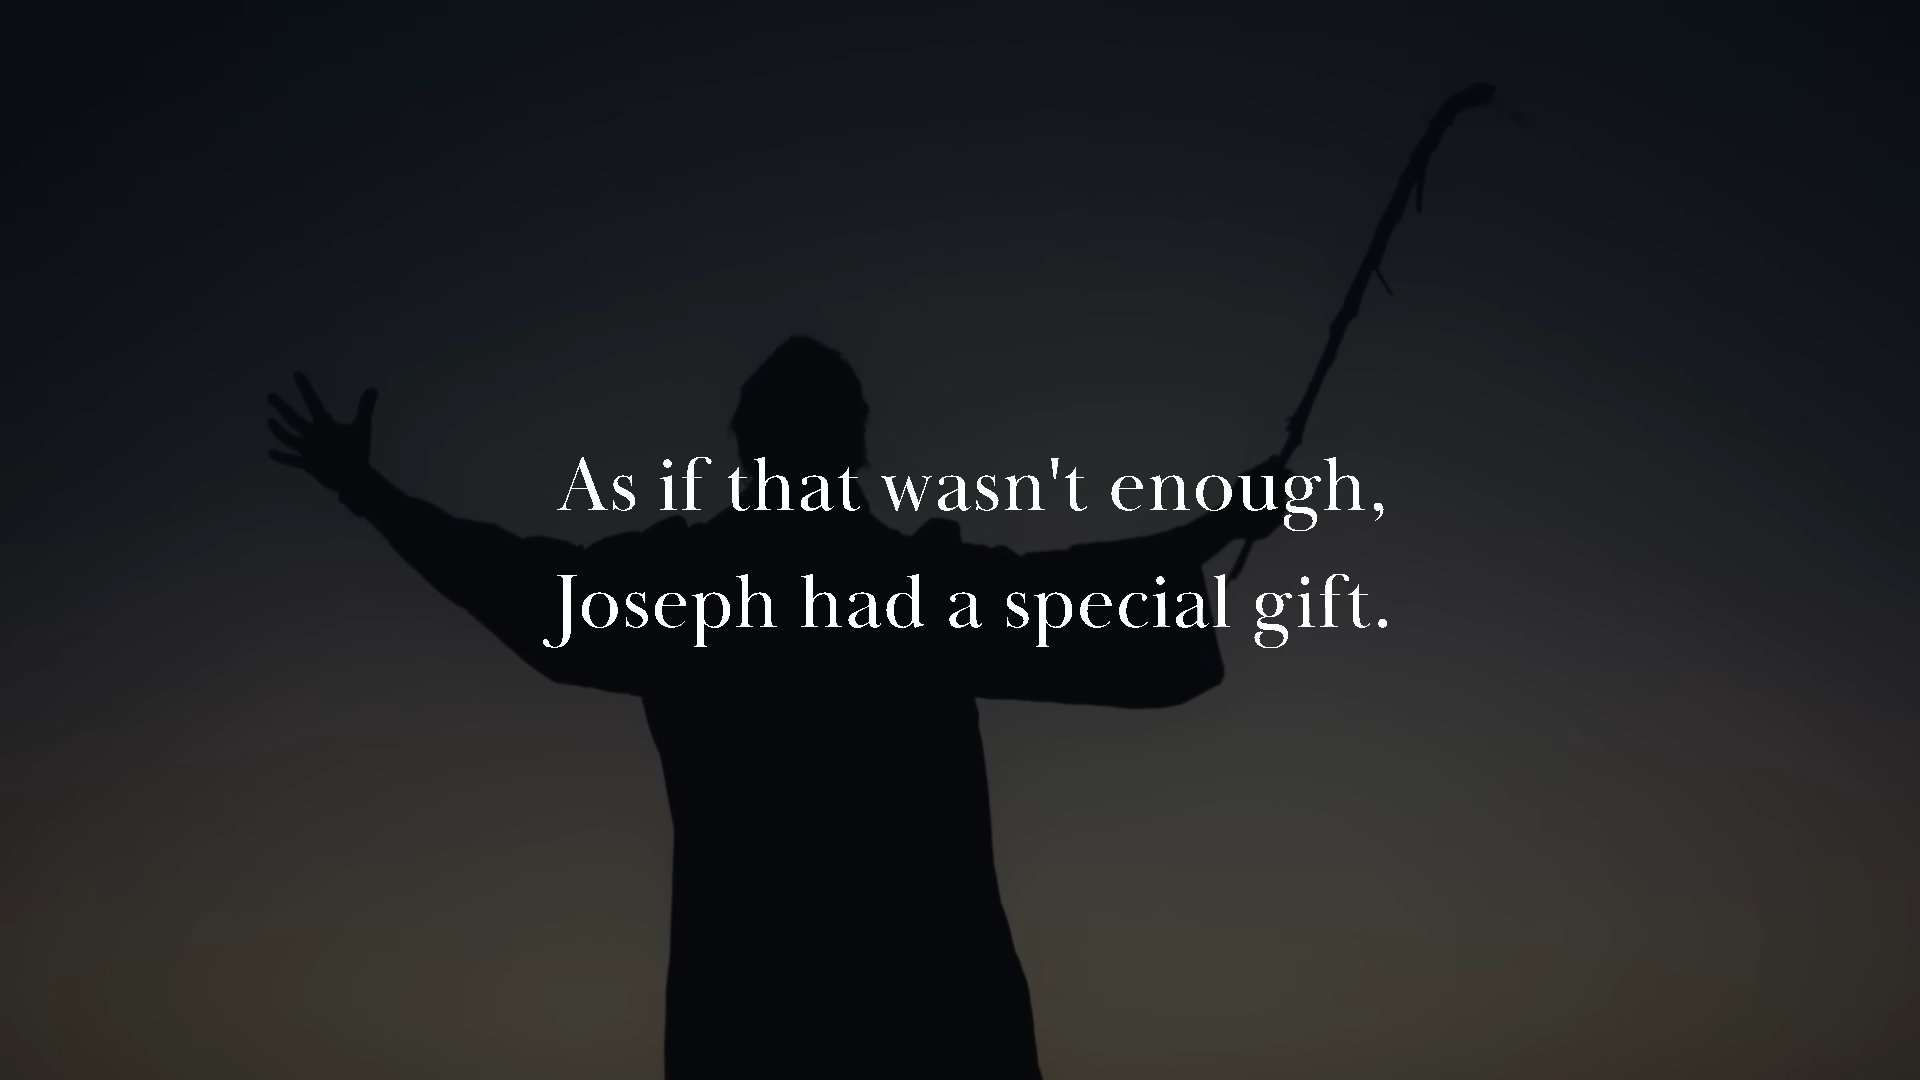 As if that wasn't enough,
Joseph had a special gift.